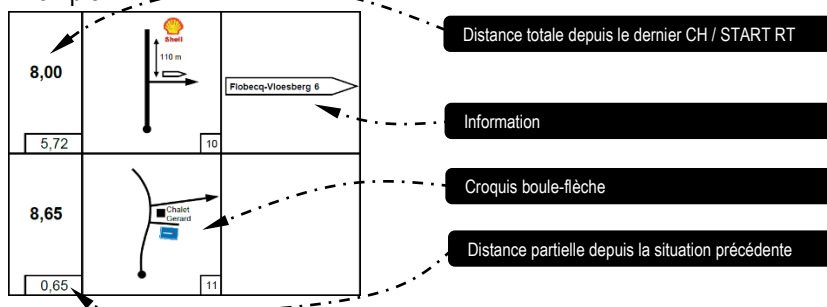 8,00
Shell
110 m
Flobecq-Vloesberg 6
5,72
10
8,65
Chalet
Gerard
0,65
11
Distance totale depuis le dernier CH / START RT
Information
Croquis boule-flèche
Distance partielle depuis la situation précédente